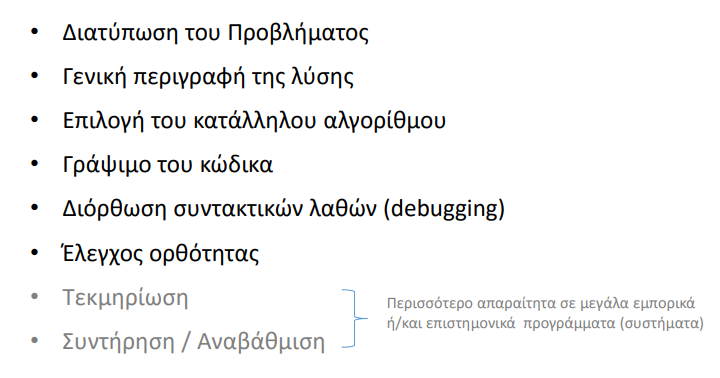 • Διατύπωση του Προβλήματος
• Γενική περιγραφή της λύσης
• Επιλογή του κατάλληλου αλγορίθμου
• Γράψιμο του κώδικα
• Διόρθωση συντακτικών λαθών (debugging)
• Έλεγχος ορθότητας
• Τεκμηρίωση
• Συντήρηση / Αναβάθμιση
Περισσότερο απαραίτητα σε μεγάλα εμπορικά
ή/και επιστημονικά προγράμματα (συστήματα)